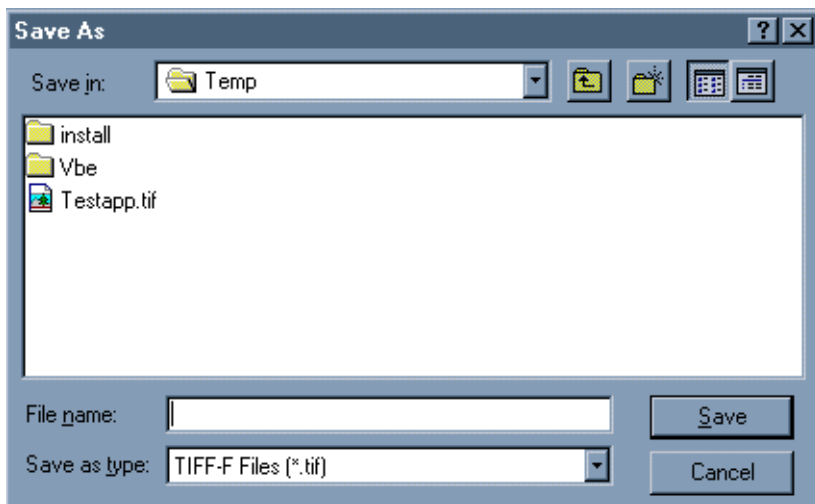 Save As
Save in: Temp
install
Vbe
Testapp.tif
File name: Save
Save as type: TIFF-F Files (*.tif) Cancel